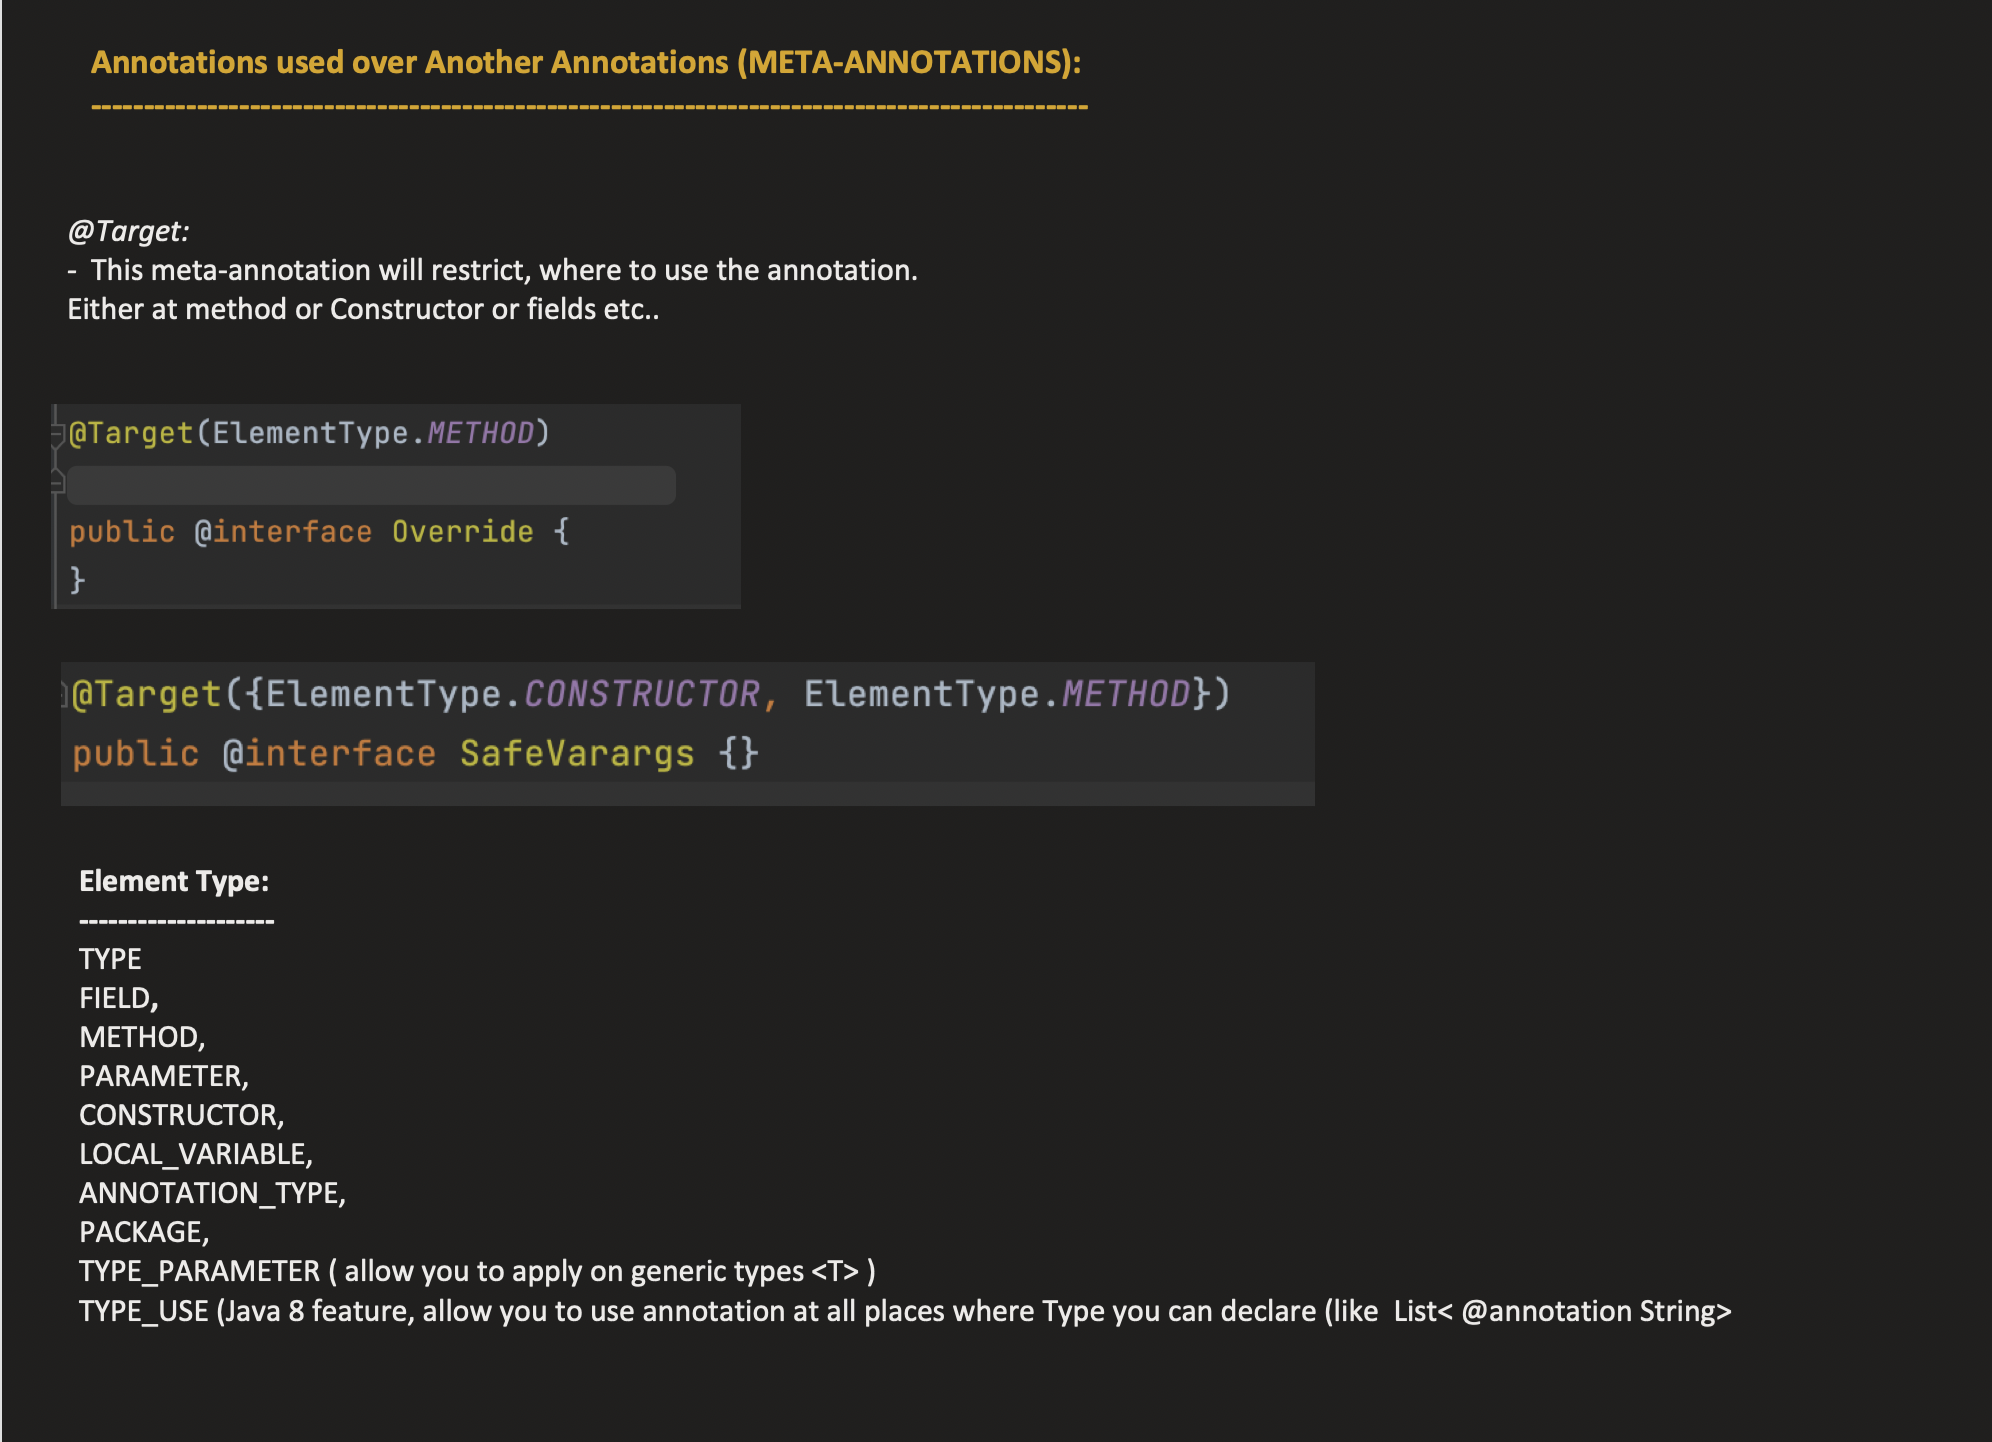 Annotations used over Another Annotations (META-ANNOTATIONS):
-----------------------------------------------------------------------------------------------
@Target:
- This meta-annotation will restrict, where to use the annotation.
Either at method or Constructor or fields etc..
@Target(ElementType.METHOD)
public @interface Override {
}
@Target({ElementType.CONSTRUCTOR, ElementType.METHOD})
public @interface SafeVarargs {}
Element Type:
--------------------
TYPE
FIELD,
METHOD,
PARAMETER,
CONSTRUCTOR,
LOCAL_VARIABLE,
ANNOTATION_TYPE,
PACKAGE,
TYPE_PARAMETER ( allow you to apply on generic types <T> )
TYPE_USE (Java 8 feature, allow you to use annotation at all places where Type you can declare (like  List< @annotation String>